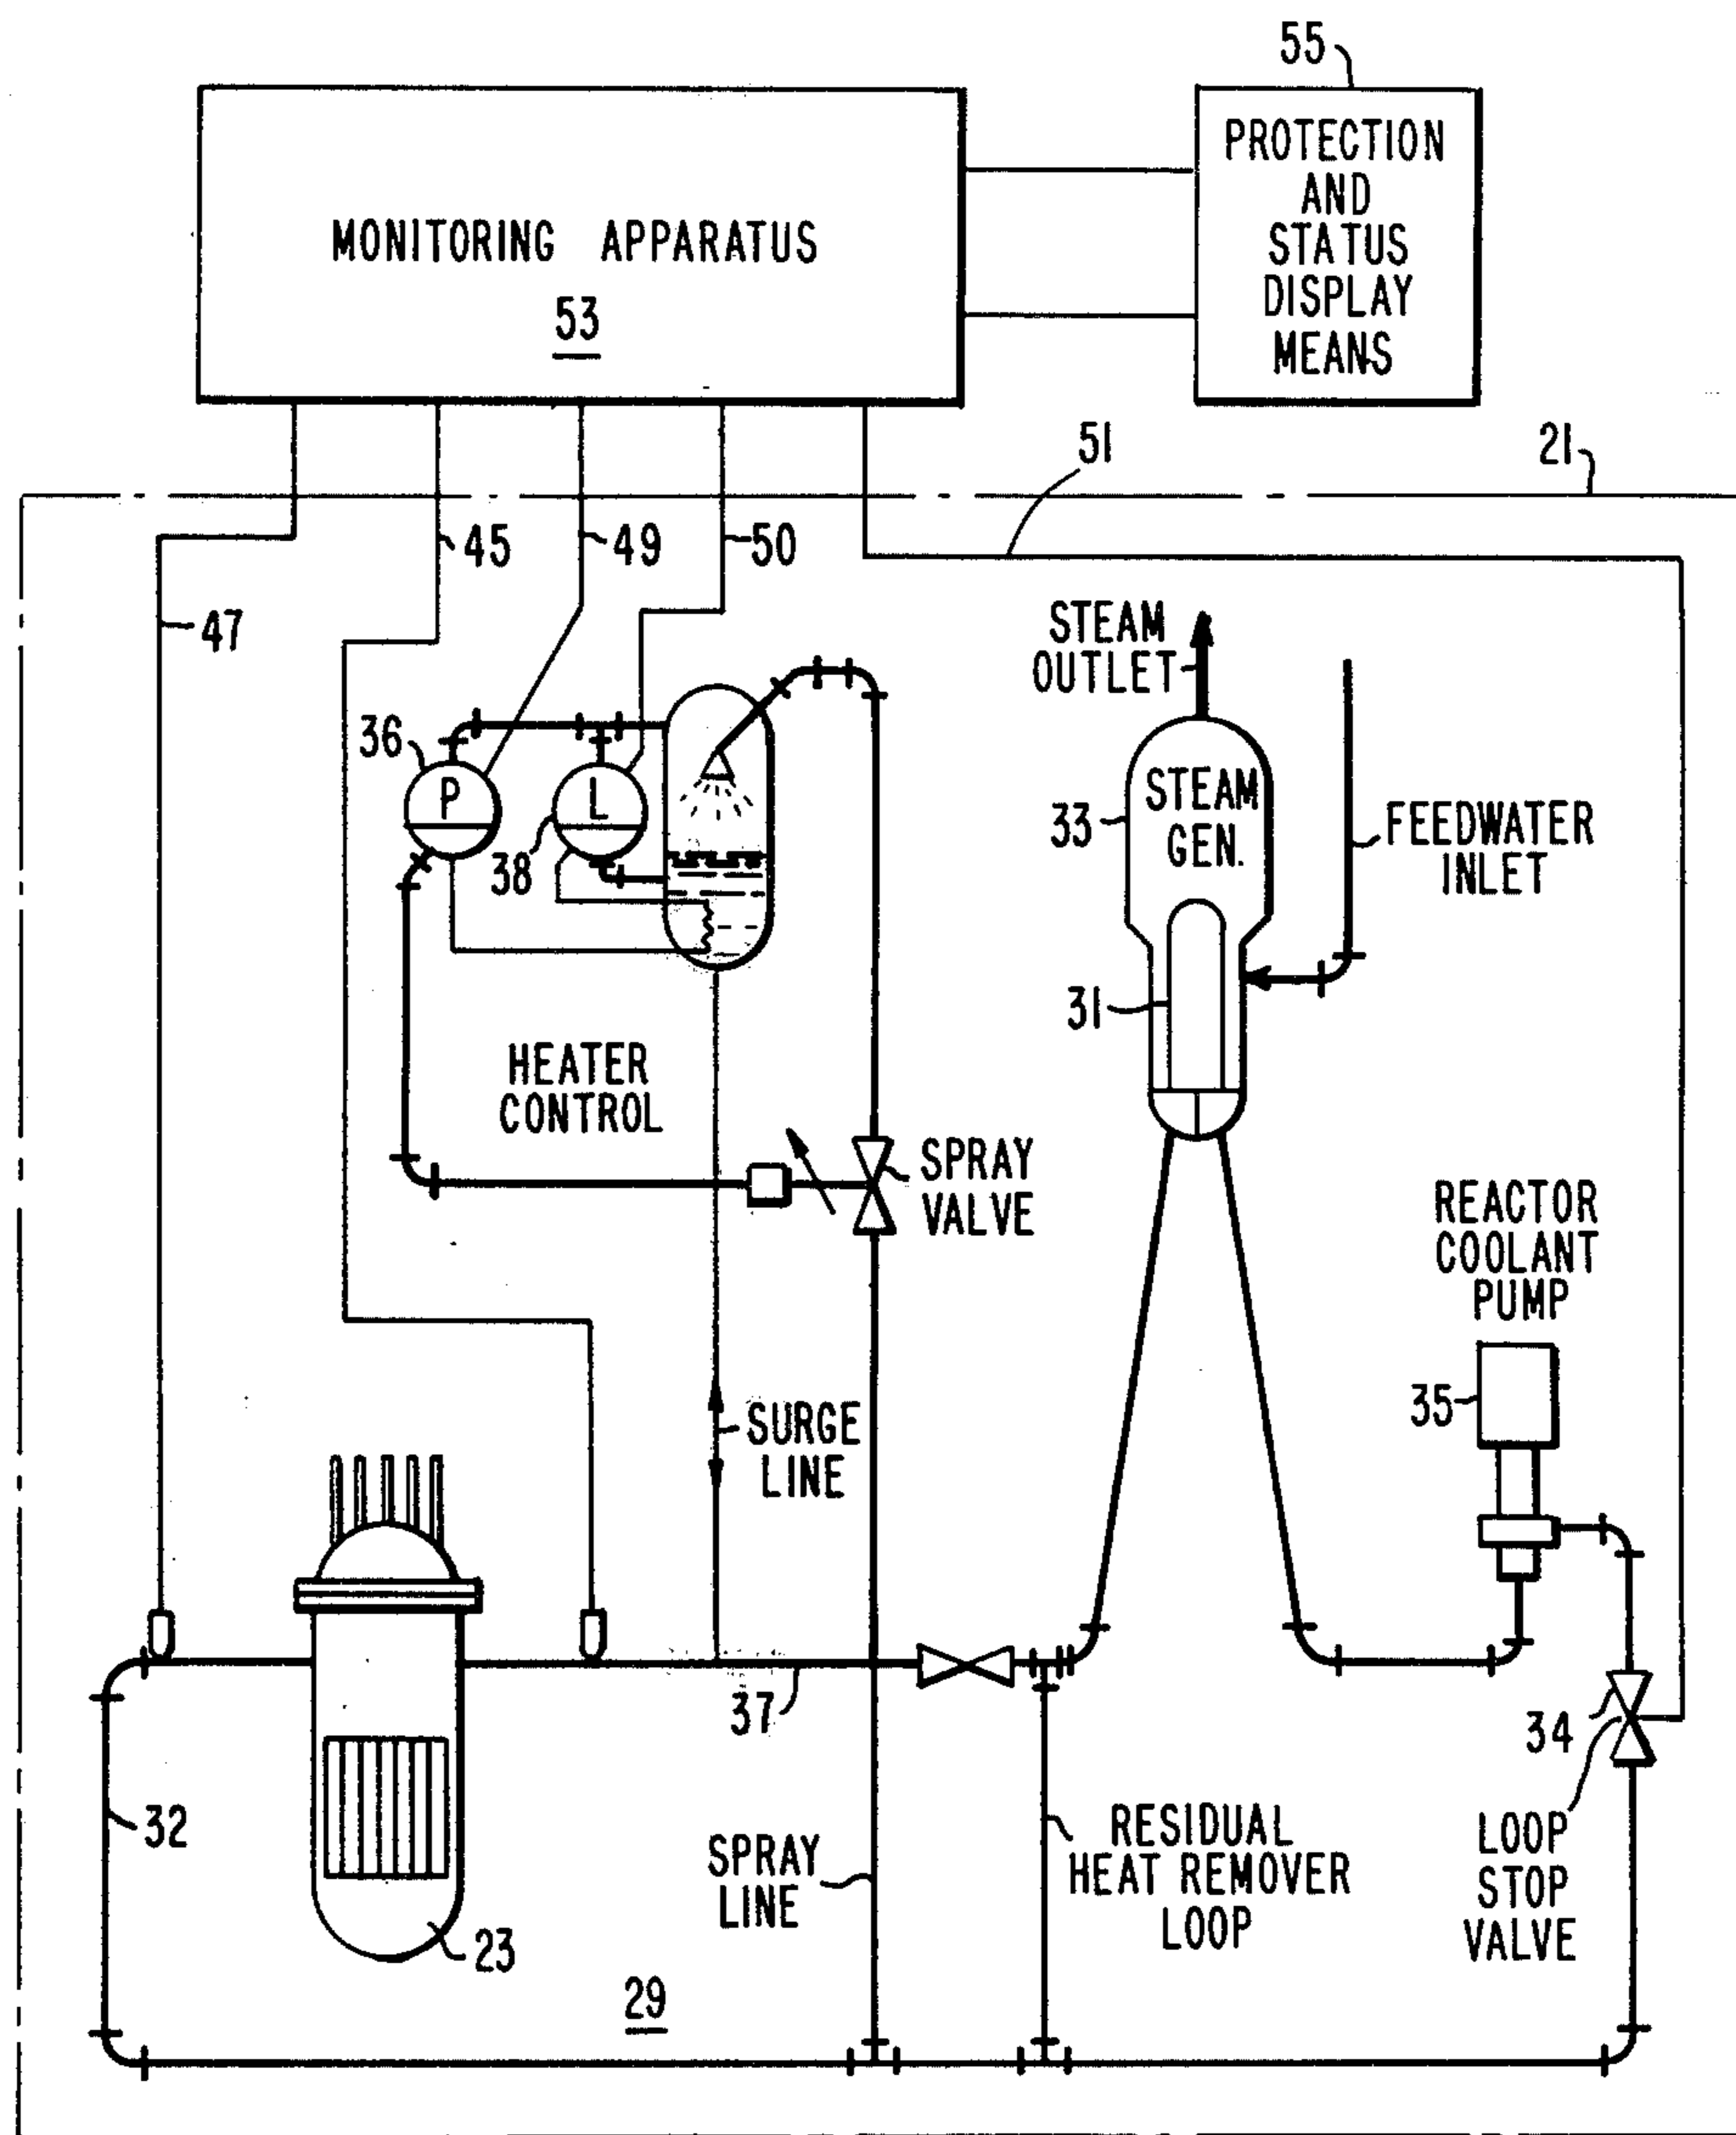 55
PROTECTION
AND
STATUS
DISPLAY
MEANS
MONITORING APPARATUS
53
51
21
45
49
50
47
STEAM
OUTLET
36
P
L
38
33
STEAM
GEN.
FEEDWATER
INLET
31
HEATER
CONTROL
SPRAY
VALVE
REACTOR
COOLANT
PUMP
35
SURGE
LINE
37
34
32
SPRAY
LINE
RESIDUAL
HEAT REMOVER
LOOP
LOOP
STOP
VALVE
23
29